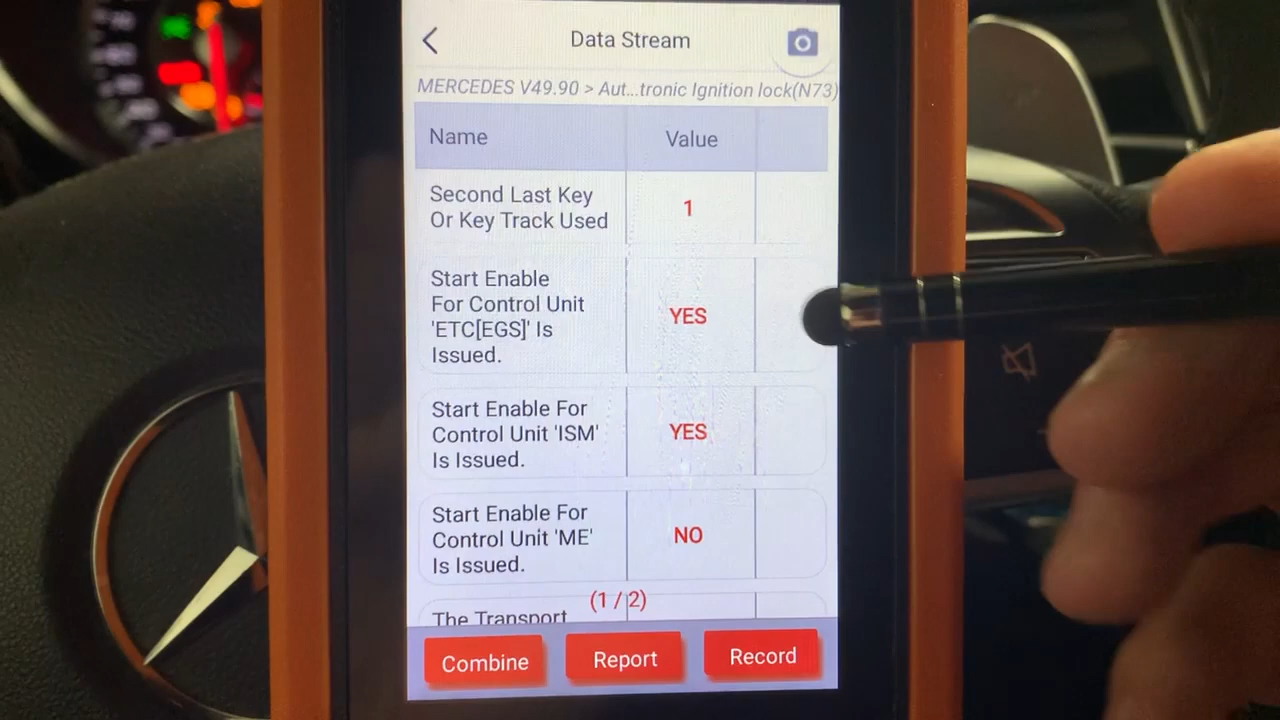 Data Stream
MERCEDES V49.90 > Aut...tronic Ignition lock(N73)
Name
Value
Second Last Key
Or Key Track Used
1
Start Enable
For Control Unit
'ETC[EGS]' Is
Issued.
YES
Start Enable For
Control Unit 'ISM'
Is Issued.
YES
Start Enable For
Control Unit 'ME'
Is Issued.
NO
The Transport
(1 / 2)
Combine
Report
Record